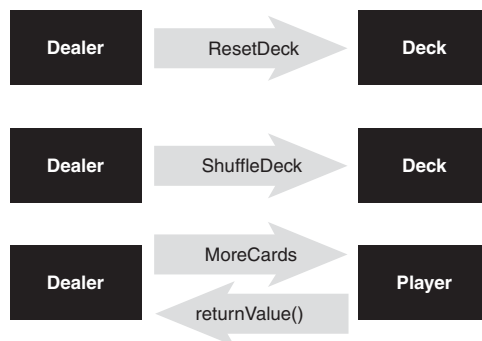 Dealer ResetDeck Deck
Dealer ShuffleDeck Deck
MoreCards
Dealer Player
returnValue()